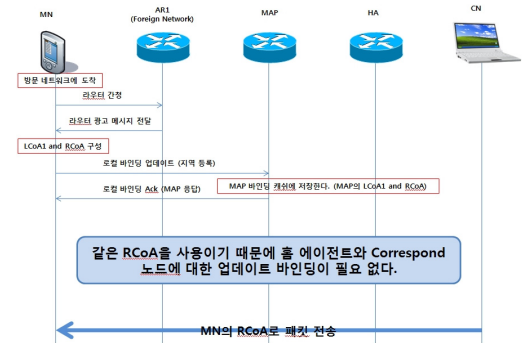 MN
AR1
(Foreign Network)
MAP
HA
CN
방문 네트워크에 도착
라우터 간청
라우터 광고 메시지 전달
LCoA1 and RCoA 구성
로컬 바인딩 업데이트 (지역 등록)
MAP 바인딩 캐쉬에 저장한다. (MAP의 LCoA1 and RCoA)
로컬 바인딩 Ack (MAP 응답)
같은 RCoA을 사용이기 때문에 홈 에이전트와 Correspond
노드에 대한 업데이트 바인딩이 필요 없다.
MN의 RCoA로 패킷 전송